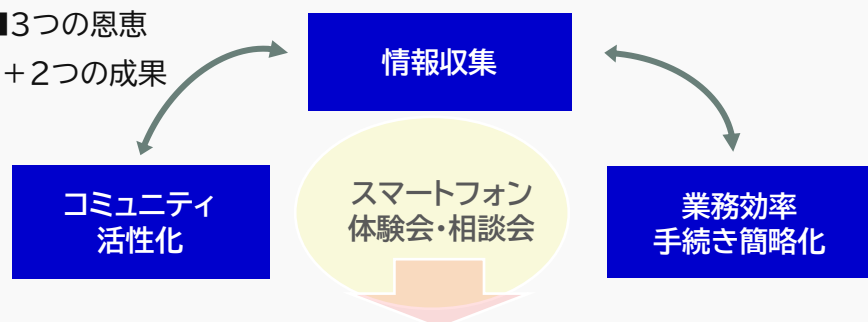 ■3つの恩恵
+2つの成果
情報収集
コミュニティ
活性化
スマートフォン
体験会・相談会
業務効率
手続き簡略化